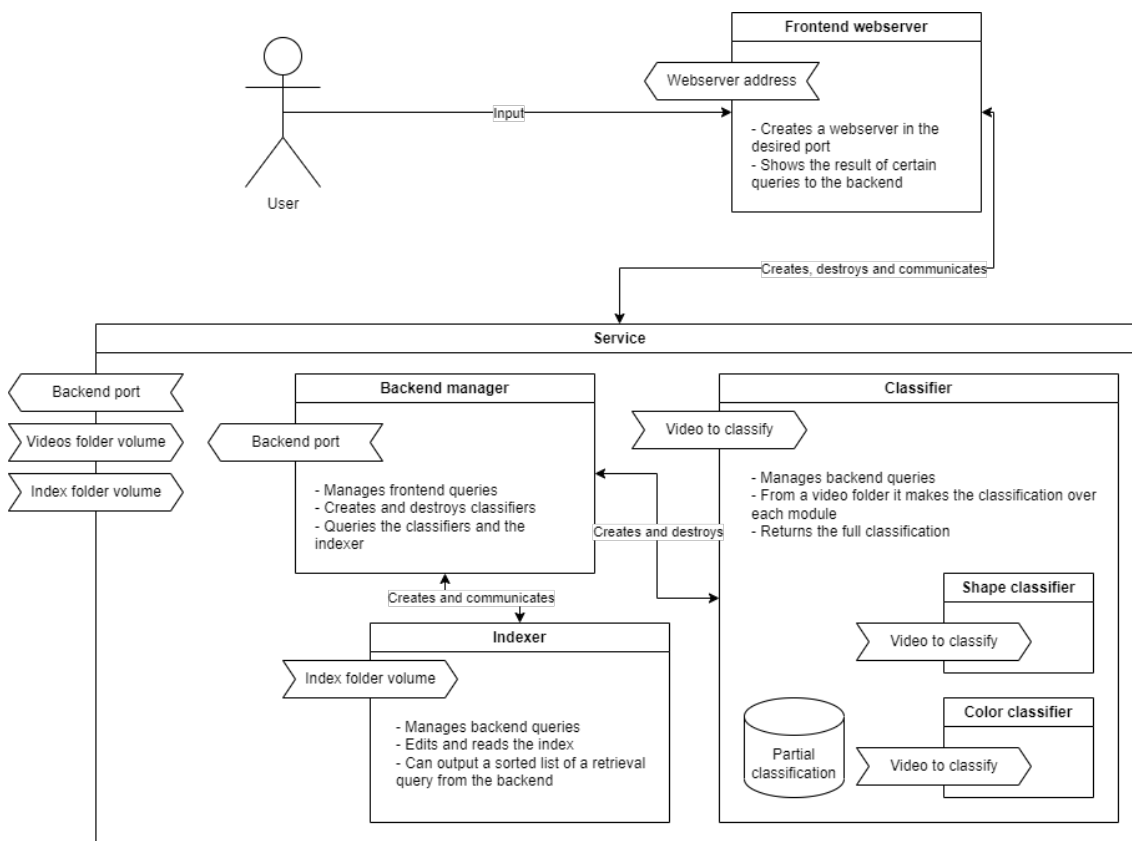 Frontend webserver
Webserver address
Input
- Creates a webserver in the
desired port
- Shows the result of certain
queries to the backend
User
Creates, destroys and communicates
Service
Backend port
Videos folder volume
Index folder volume
Backend manager
Backend port
- Manages frontend queries
- Creates and destroys classifiers
- Queries the classifiers and the
indexer
Creates and destroys
Creates and communicates
Indexer
Index folder volume
- Manages backend queries
- Edits and reads the index
- Can output a sorted list of a retrieval
query from the backend
Classifier
Video to classify
- Manages backend queries
- From a video folder it makes the classification over
each module
- Returns the full classification
Shape classifier
Video to classify
Color classifier
Video to classify
Partial
classification